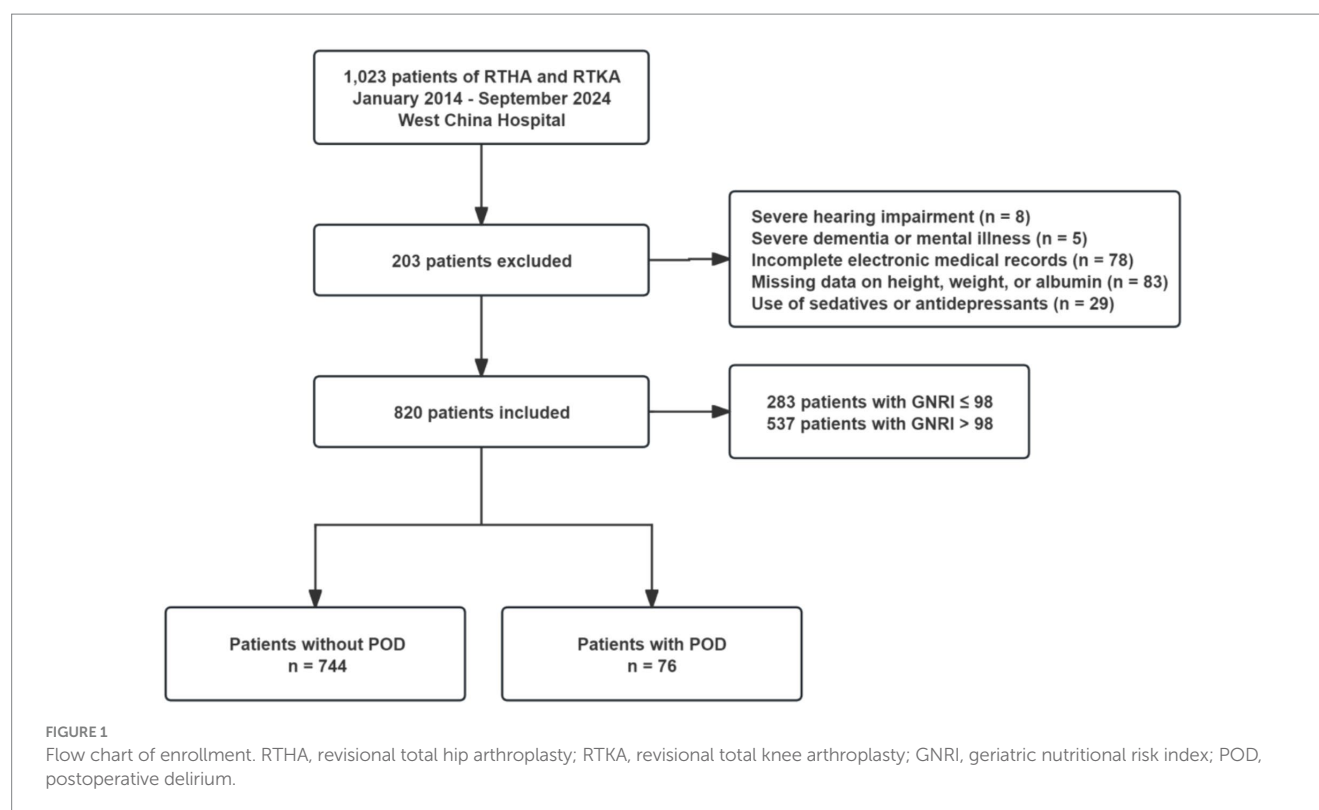 1,023 patients of RTHA and RTKA
January 2014 - September 2024
West China Hospital
203 patients excluded
Severe hearing impairment (n = 8)
Severe dementia or mental illness (n = 5)
Incomplete electronic medical records (n = 78)
Missing data on height, weight, or albumin (n = 83)
Use of sedatives or antidepressants (n = 29)
820 patients included
283 patients with GNRI ≤ 98
537 patients with GNRI > 98
Patients without POD
n = 744
Patients with POD
n = 76
FIGURE 1
Flow chart of enrollment. RTHA, revisional total hip arthroplasty; RTKA, revisional total knee arthroplasty; GNRI, geriatric nutritional risk index; POD,
postoperative delirium.